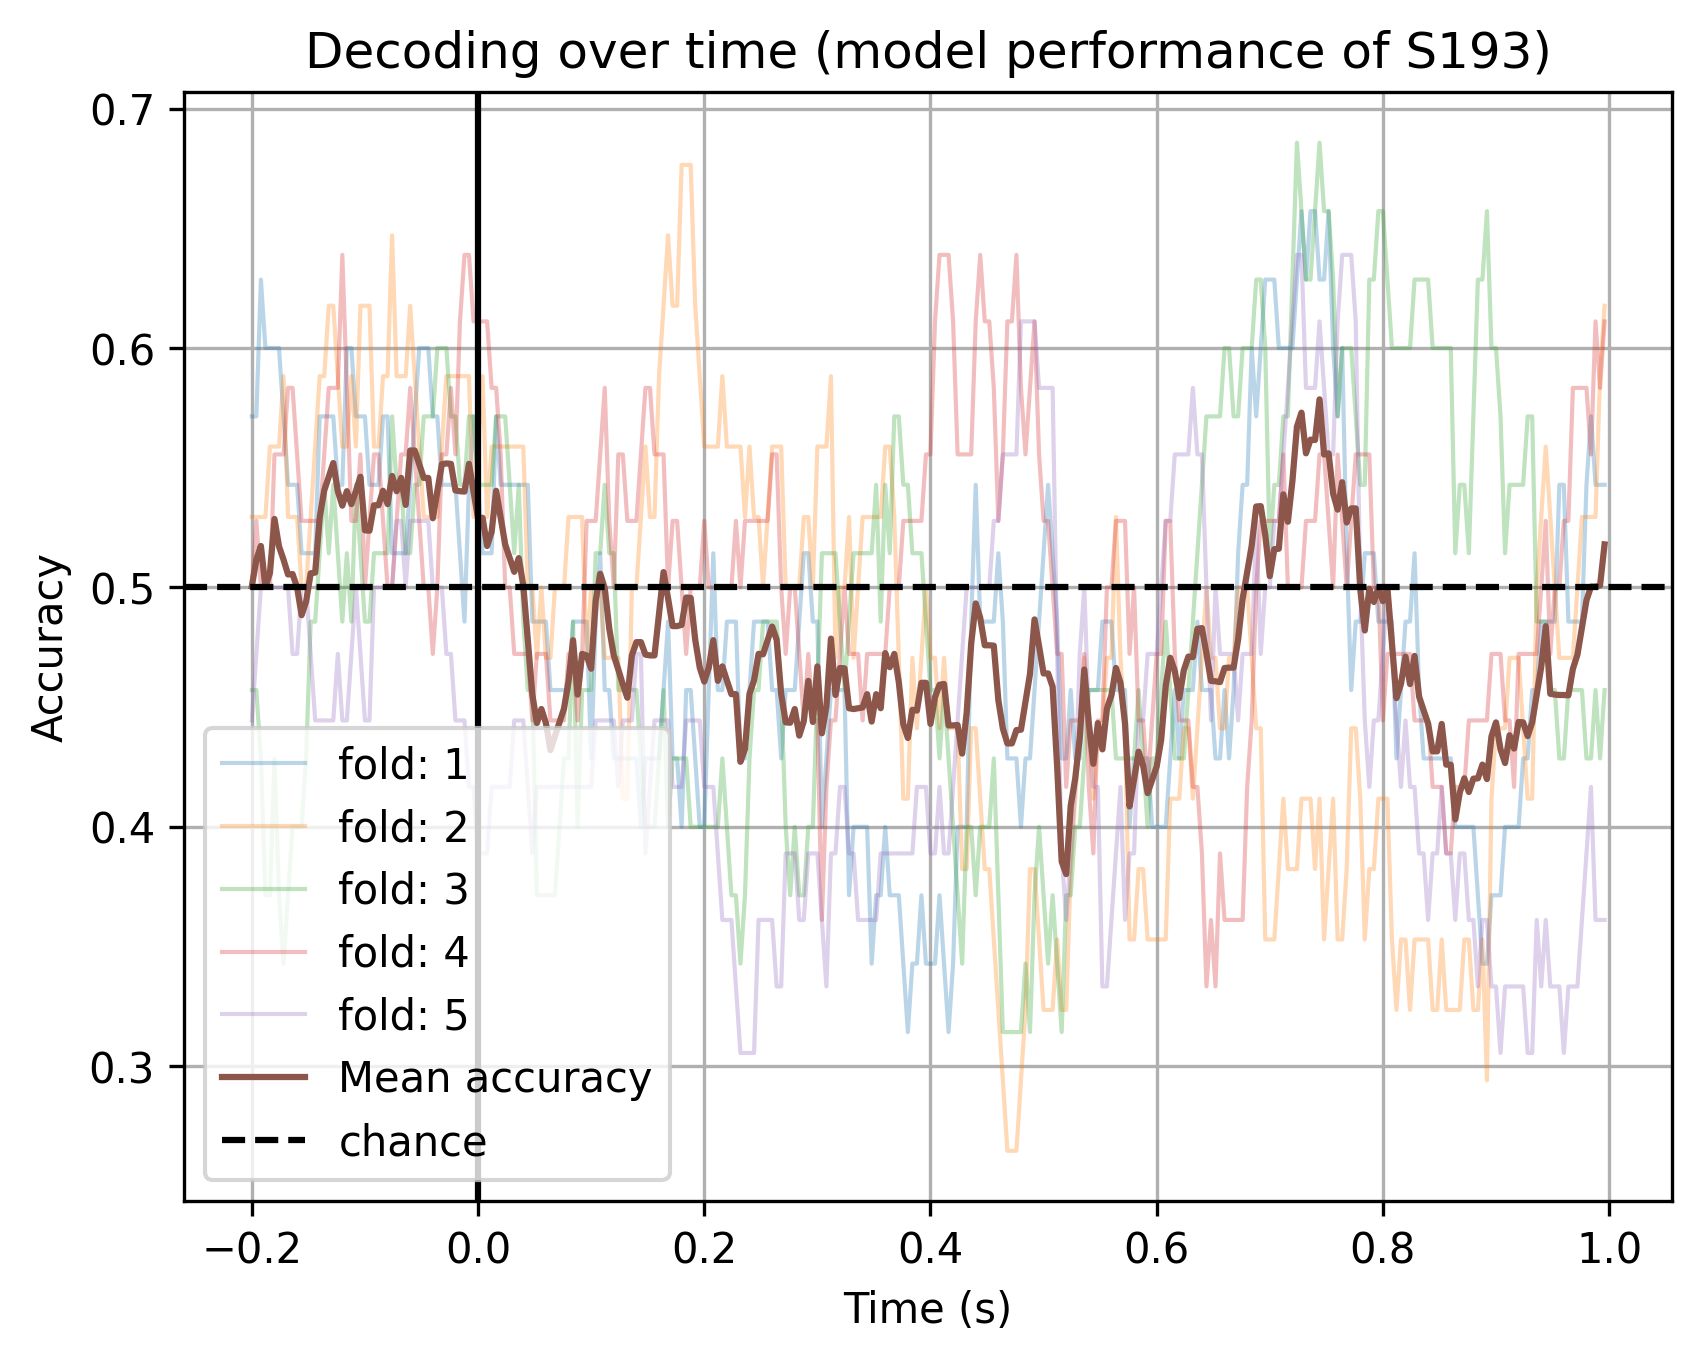 Decoding over time (model performance of S193)
Accuracy
0.7
0.6
0.5
0.4
0.3
fold: 1
fold: 2
fold: 3
fold: 4
fold: 5
Mean accuracy
chance
−0.2 0.0 0.2 0.4 0.6 0.8 1.0
Time (s)